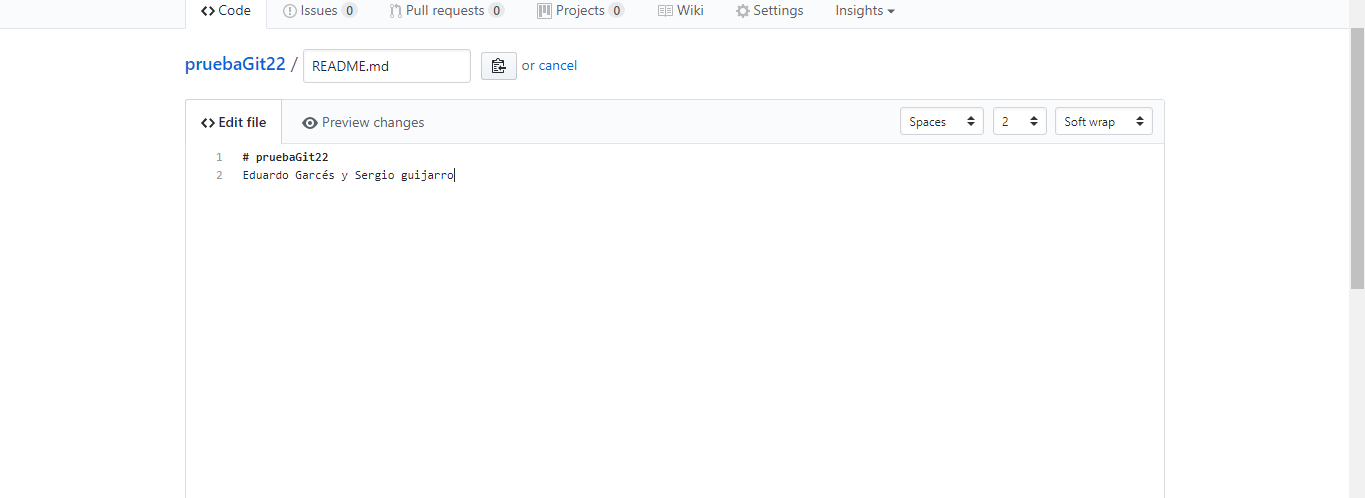 Code Issues 0 Pull requests 0 Projects 0 Wiki Settings Insights
pruebaGit22 / README.md or cancel
Edit file Preview changes Spaces 2 Soft wrap
1 # pruebaGit22
2 Eduardo Garcés y Sergio guijarro